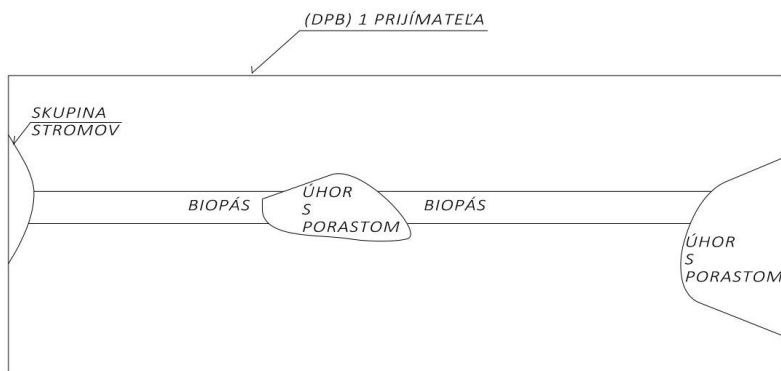 (DPB) 1 PRIJÍMATEĽA
SKUPINA
STROMOV
BIOPÁS
ÚHOR
S
PORASTOM
BIOPÁS
ÚHOR
S
PORASTOM